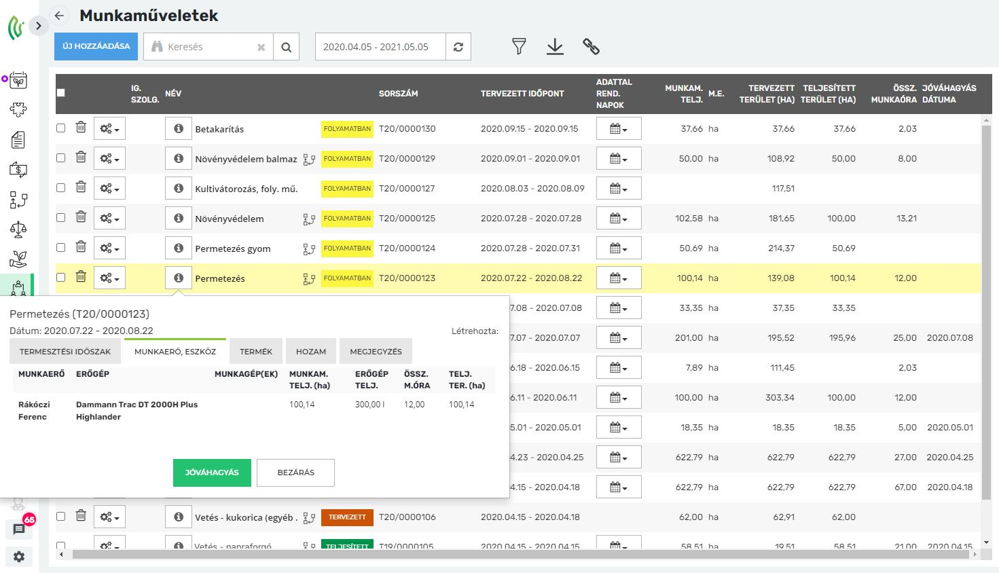 Munkaműveletek
ÚJ HOZZÁADÁSA Keresés 2020.04.05 - 2021.05.05
IG. SZOLG. NÉV SORSZÁM TERVEZETT IDŐPONT ADATTAL REND. NAPOK MUNKAM. TELJ. M.E. TERVEZETT TERÜLET (HA) TELJESÍTETT TERÜLET (HA) ÖSSZ. MUNKAÓRA JÓVÁHAGYÁS DÁTUMA
Betakarítás FOLYAMATBAN T20/0000130 2020.09.15 - 2020.09.15 37,66 ha 37,66 37,66 2,03
Növényvédelem balmaz FOLYAMATBAN T20/0000129 2020.09.01 - 2020.09.01 50,00 ha 108,92 50,00 8,00
Kultivátorozás, foly. mű. FOLYAMATBAN T20/0000127 2020.08.03 - 2020.08.09 117,51
Növényvédelem FOLYAMATBAN T20/0000125 2020.07.28 - 2020.07.28 102,58 ha 181,65 100,00 13,21
Permetezés gyom FOLYAMATBAN T20/0000124 2020.07.28 - 2020.07.31 50,69 ha 214,37 50,69
Permetezés FOLYAMATBAN T20/0000123 2020.07.22 - 2020.08.22 100,14 ha 139,08 100,14 12,00
7.08 - 2020.07.08 33,35 ha 37,35 33,35
7.07 - 2020.07.07 201,00 ha 195,52 195,96 25,00 2020.07.08
6.18 - 2020.06.15 7,89 ha 111,45 2,03
6.11 - 2020.06.11 100,00 ha 303,34 100,00 12,00
5.01 - 2020.05.01 18,35 ha 18,35 18,35 5,00 2020.05.01
4.23 - 2020.04.25 622,79 ha 622,79 622,79 27,00 2020.04.25
4.15 - 2020.04.18 622,79 ha 622,79 622,79 67,00 2020.04.18
Permetezés (T20/0000123)
Dátum: 2020.07.22 - 2020.08.22 Létrehozta:
TERMESZTÉSI IDŐSZAK MUNKAERŐ, ESZKÖZ TERMÉK HOZAM MEGJEGYZÉS
MUNKAERŐ ERŐGÉP MUNKAGÉP(EK) MUNKAM. TELJ. (ha) ERŐGÉP TELJ. ÖSSZ. M.ÓRA TELJ. TER. (ha)
Rákóczi Ferenc Dammann Trac DT 2000H Plus Highlander 100,14 300,00 l 12,00 100,14
JÓVÁHAGYÁS BEZÁRÁS
65
Vetés - kukorica (egyéb . TERVEZETT T20/0000106 2020.04.15 - 2020.04.18 62,00 ha 62,91 62,00
Vetés - napraforgó TELJESÍTETT T19/0000105 2020.04.15 - 2020.04.15 58,51 ha 19,51 58,51 21,00 2020.04.15